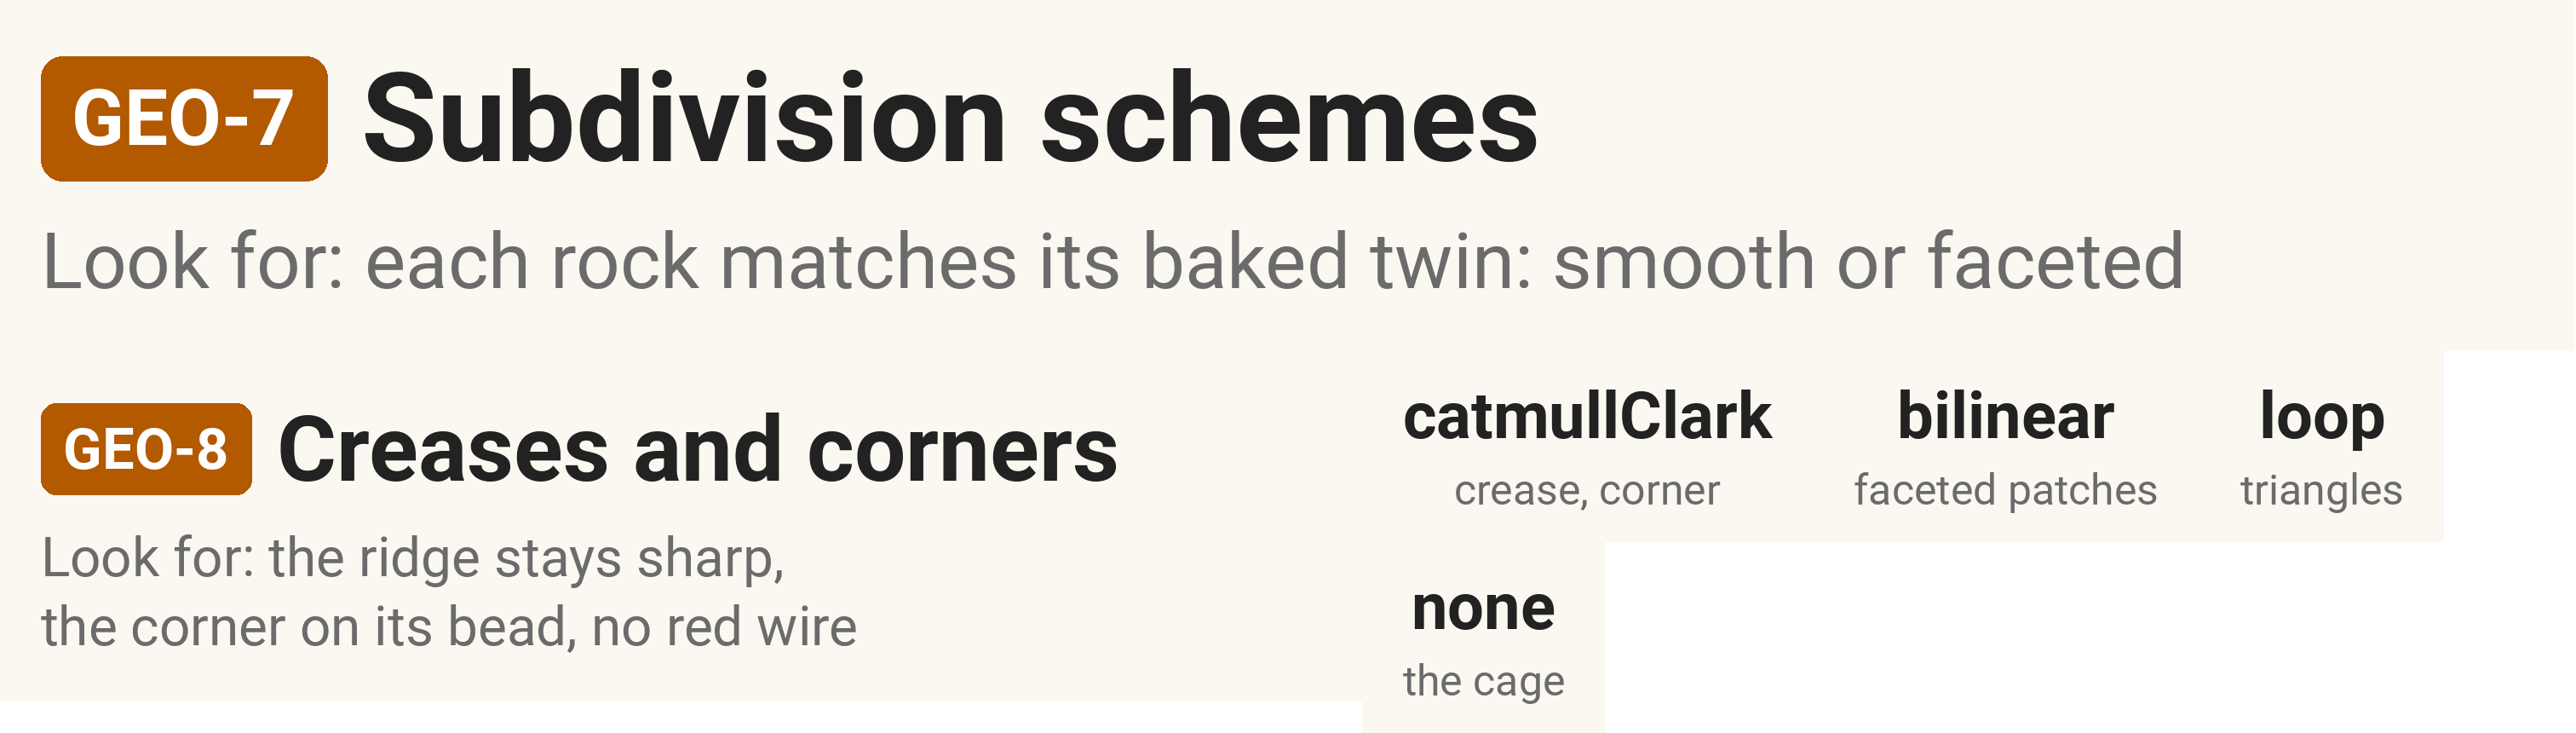 GEO-7 Subdivision schemes
Look for: each rock matches its baked twin: smooth or faceted
GEO-8 Creases and corners
Look for: the ridge stays sharp,
the corner on its bead, no red wire
catmullClark
crease, corner
bilinear
faceted patches
loop
triangles
none
the cage